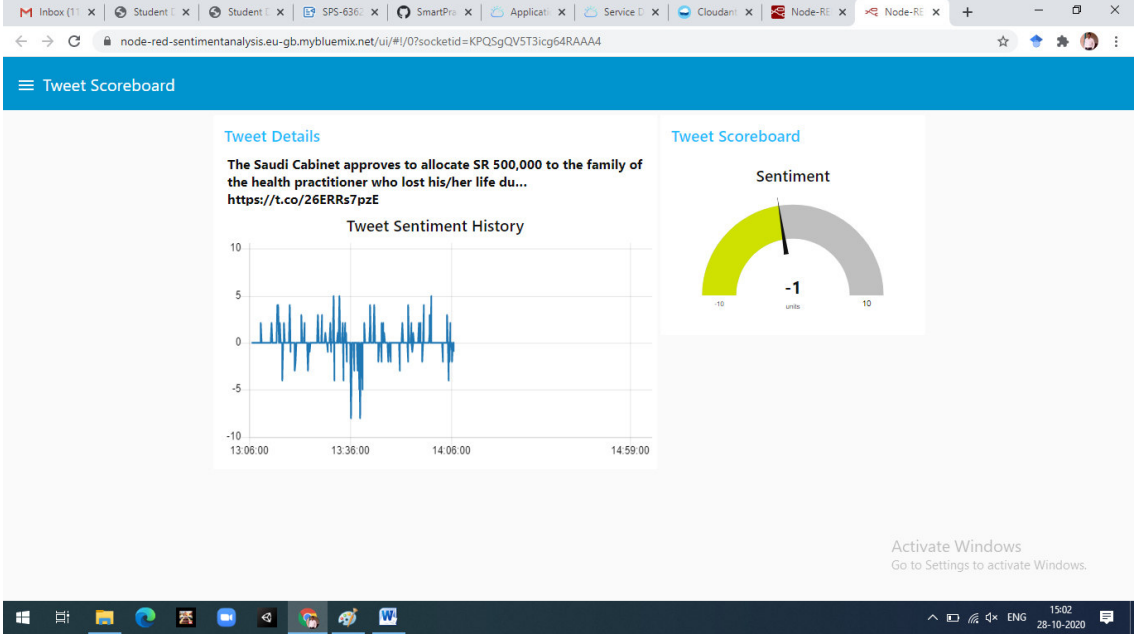 Inbox (11
Student D
Student D
SPS-6362
SmartPra
Applicatio
Service D
Cloudant
Node-RE
Node-RE
node-red-sentimentanalysis.eu-gb.mybluemix.net/ui/#!/0?socketid=KPQSgQV5T3icg64RAAA4
Tweet Scoreboard
Tweet Details
The Saudi Cabinet approves to allocate SR 500,000 to the family of
the health practitioner who lost his/her life du...
https://t.co/26ERRs7pzE
Tweet Sentiment History
10
5
0
-5
-10
13:06:00
13:36:00
14:06:00
14:59:00
Tweet Scoreboard
Sentiment
-1
units
-10
10
Activate Windows
Go to Settings to activate Windows.
W
ENG
15:02
28-10-2020